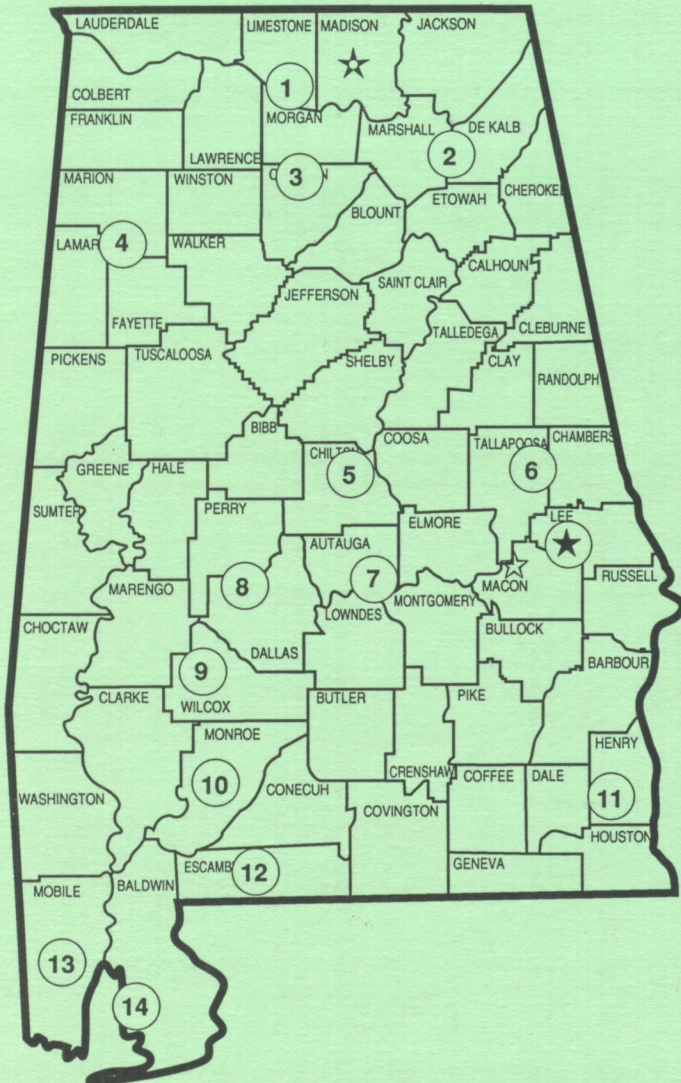 LAUDERDALE
LIMESTONE
MADISON
JACKSON
COLBERT
1
FRANKLIN
MORGAN
MARSHALL
DE KALB
2
LAWRENCE
MARION
WINSTON
3
CHEROKE
ETOWAH
BLOUNT
LAMAR
4
WALKER
CALHOUN
SAINT CLAIR
JEFFERSON
FAYETTE
TALLEDEGA
CLEBURNE
PICKENS
TUSCALOOSA
SHELBY
CLAY
RANDOLPH
BIBB
COOSA
TALLAPOOSA
CHAMBERS
CHILT
5
6
GREENE
HALE
SUMTER
PERRY
ELMORE
LEE
AUTAUGA
7
8
MARENGO
LOWNDES
MONTGOMERY
MACON
RUSSELL
CHOCTAW
BULLOCK
DALLAS
BARBOUR
9
CLARKE
WILCOX
BUTLER
PIKE
MONROE
HENRY
10
CRENSHAW
COFFEE
DALE
CONECUH
WASHINGTON
COVINGTON
11
HOUSTON
ESCAMB
12
GENEVA
MOBILE
BALDWIN
13
14